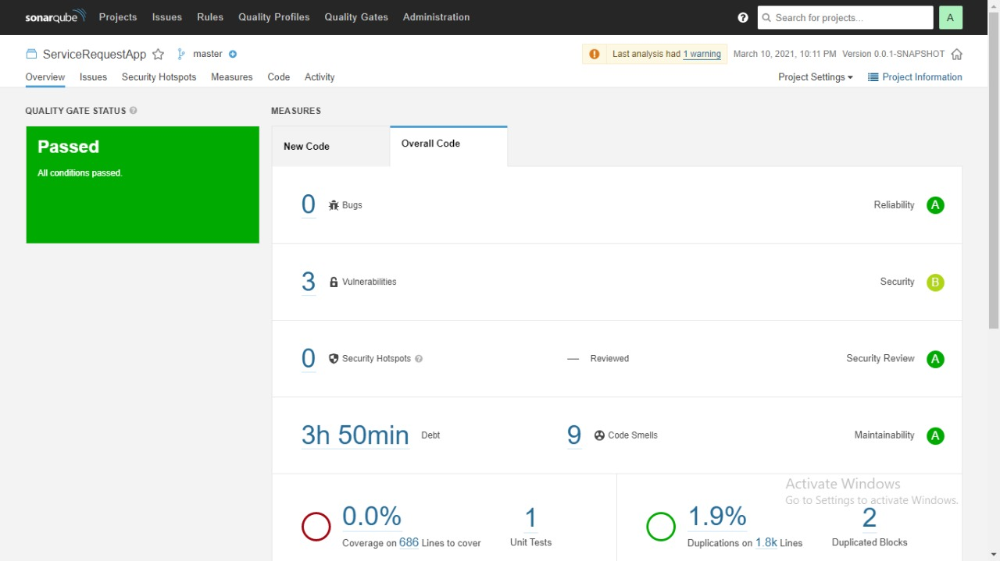 sonarqube Projects Issues Rules Quality Profiles Quality Gates Administration Search for projects... A
ServiceRequestApp master Last analysis had 1 warning March 10, 2021, 10:11 PM Version 0.0.1-SNAPSHOT
Overview Issues Security Hotspots Measures Code Activity Project Settings Project Information
QUALITY GATE STATUS
Passed
All conditions passed.
MEASURES
New Code Overall Code
0 Bugs Reliability A
3 Vulnerabilities Security B
0 Security Hotspots — Reviewed Security Review A
3h 50min Debt 9 Code Smells Maintainability A
0.0% 1
Coverage on 686 Lines to cover Unit Tests
1.9% 2
Duplications on 1.8k Lines Duplicated Blocks
Activate Windows
Go to Settings to activate Windows.